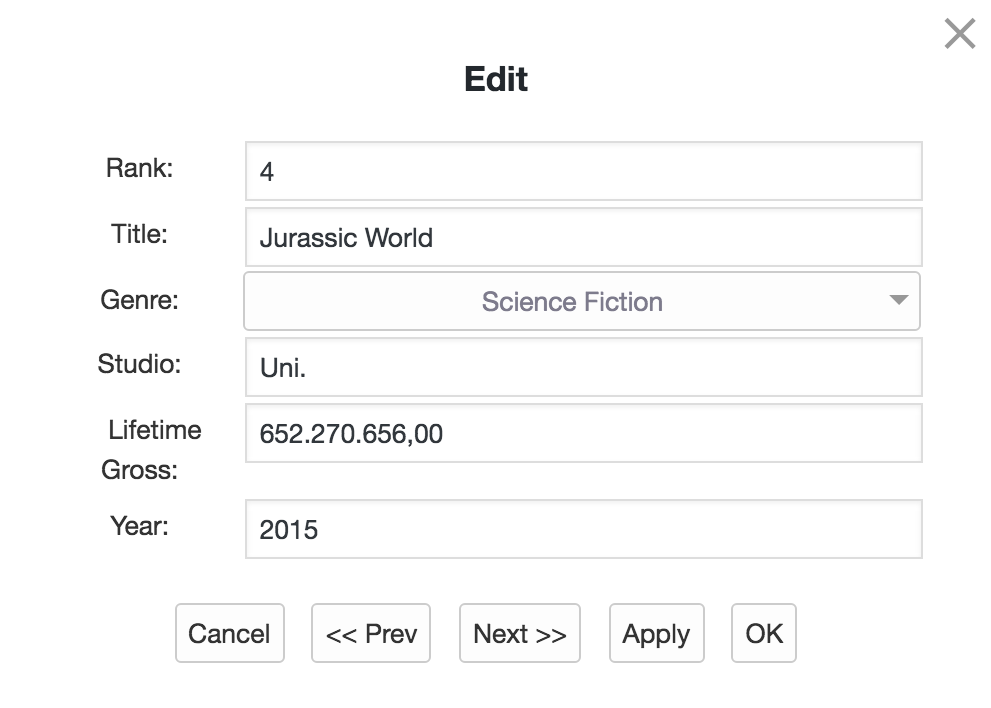 Edit
Rank: 4
Title: Jurassic World
Genre: Science Fiction
Studio: Uni.
Lifetime 652.270.656,00
Gross:
Year: 2015
Cancel << Prev Next >> Apply OK